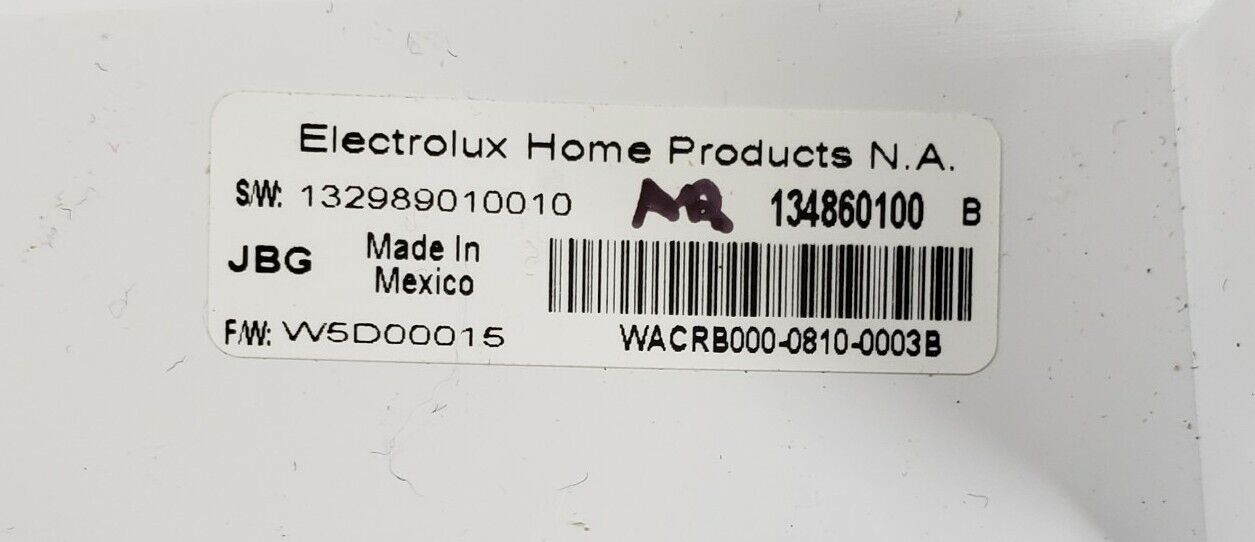 Electrolux Home Products N.A.
S/W: 132989010010 134860100 B
JBG
Made In
Mexico
F/W: W5D00015 WACRB000-0810-0003B